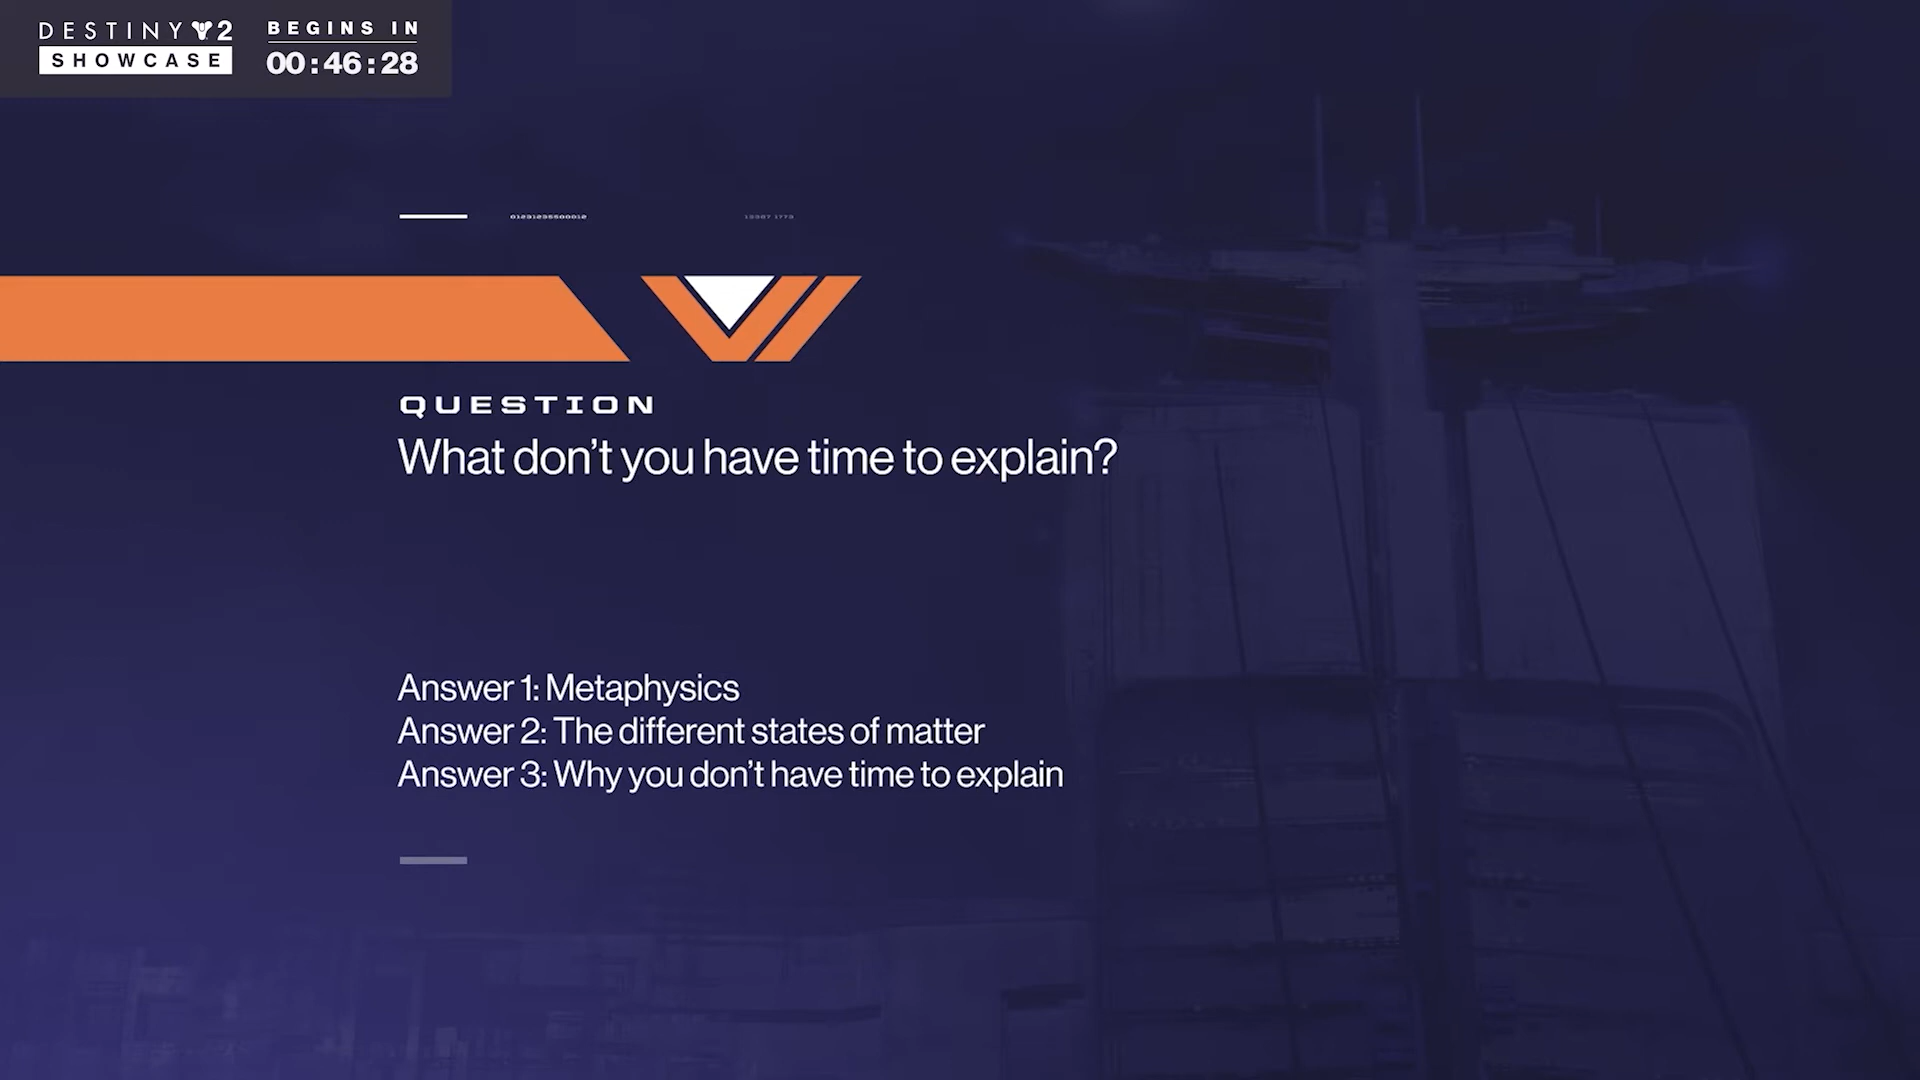 DESTINY 2
SHOWCASE
BEGINS IN
00:46:28
QUESTION
What don't you have time to explain?
Answer 1: Metaphysics
Answer 2: The different states of matter
Answer 3: Why you don't have time to explain